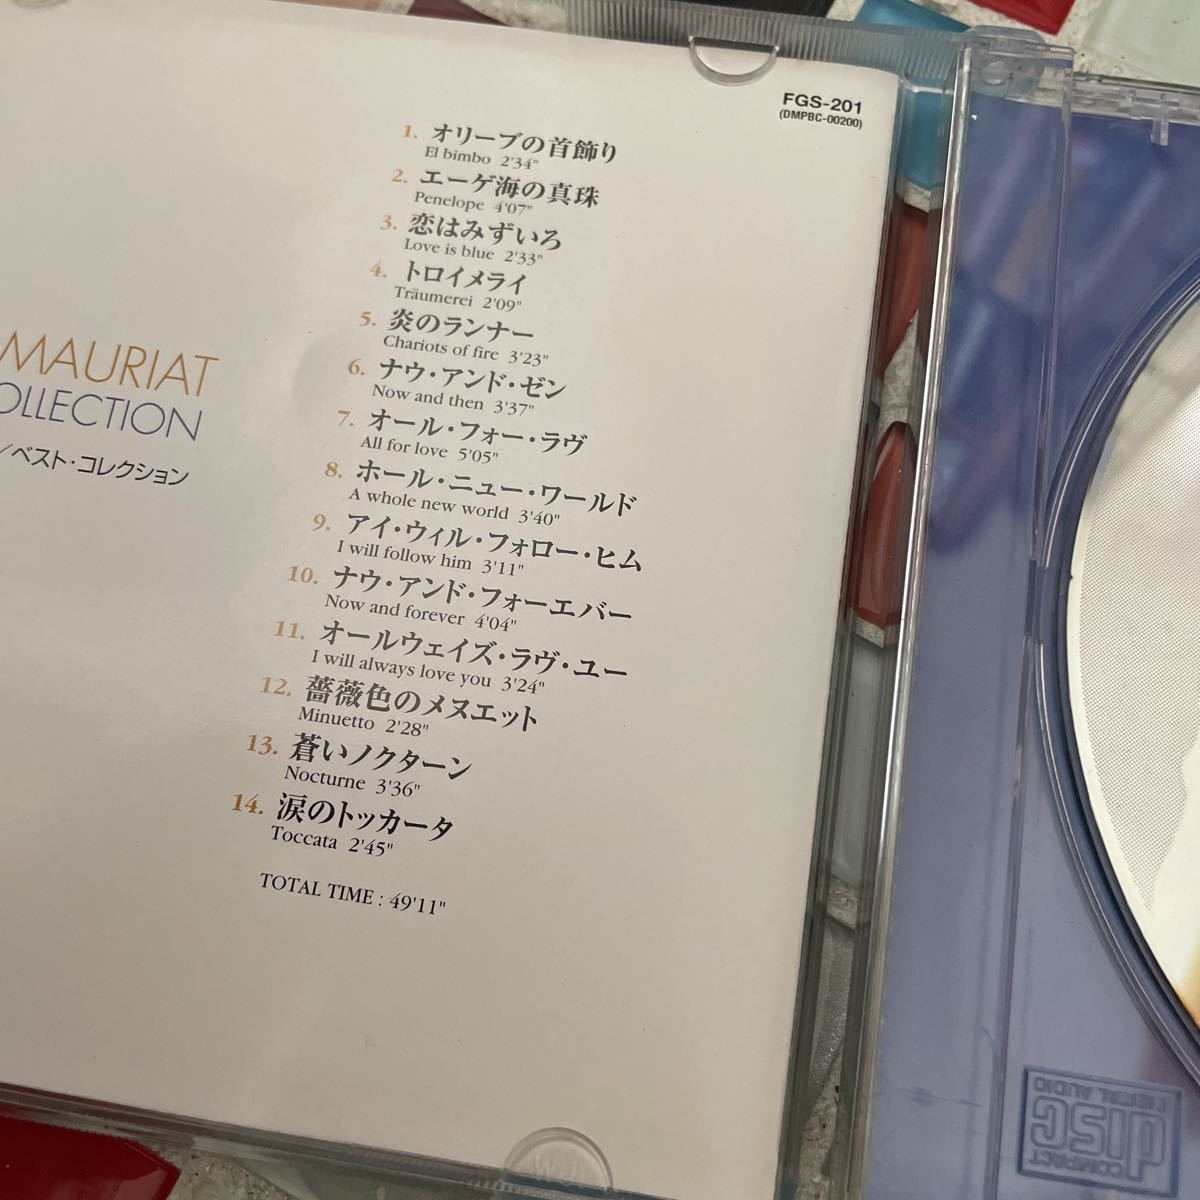 FGS-201
(DMPBC-00200)
MAURIAT
OLLECTION
／ベスト・コレクション
1. オリーブの首飾り
El bimbo 2'34"
2. エーゲ海の真珠
Penelope 4'07"
3. 恋はみずいろ
Love is blue 2'33"
4. トロイメライ
Träumerei 2'09"
5. 炎のランナー
Chariots of fire 3'23"
6. ナウ・アンド・ゼン
Now and then 3'37"
7. オール・フォー・ラヴ
All for love 5'05"
8. ホール・ニュー・ワールド
A whole new world 3'40"
9. アイ・ウィル・フォロー・ヒム
I will follow him 3'11"
10. ナウ・アンド・フォーエバー
Now and forever 4'04"
11. オールウェイズ・ラヴ・ユー
I will always love you 3'24"
12. 薔薇色のメヌエット
Minuetto 2'28"
13. 蒼いノクターン
Nocturne 3'36"
14. 涙のトッカータ
Toccata 2'45"
TOTAL TIME : 49'11"
COMPACT
disc
DIGITAL AUDIO